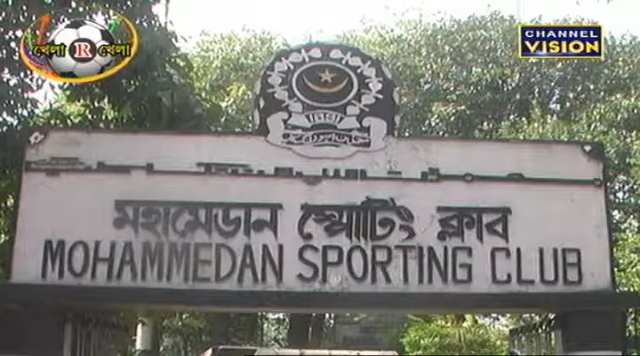 খেলা R খেলা
CHANNEL
VISION
মহামেডান স্পোর্টিং ক্লাব
MOHAMMEDAN SPORTING CLUB